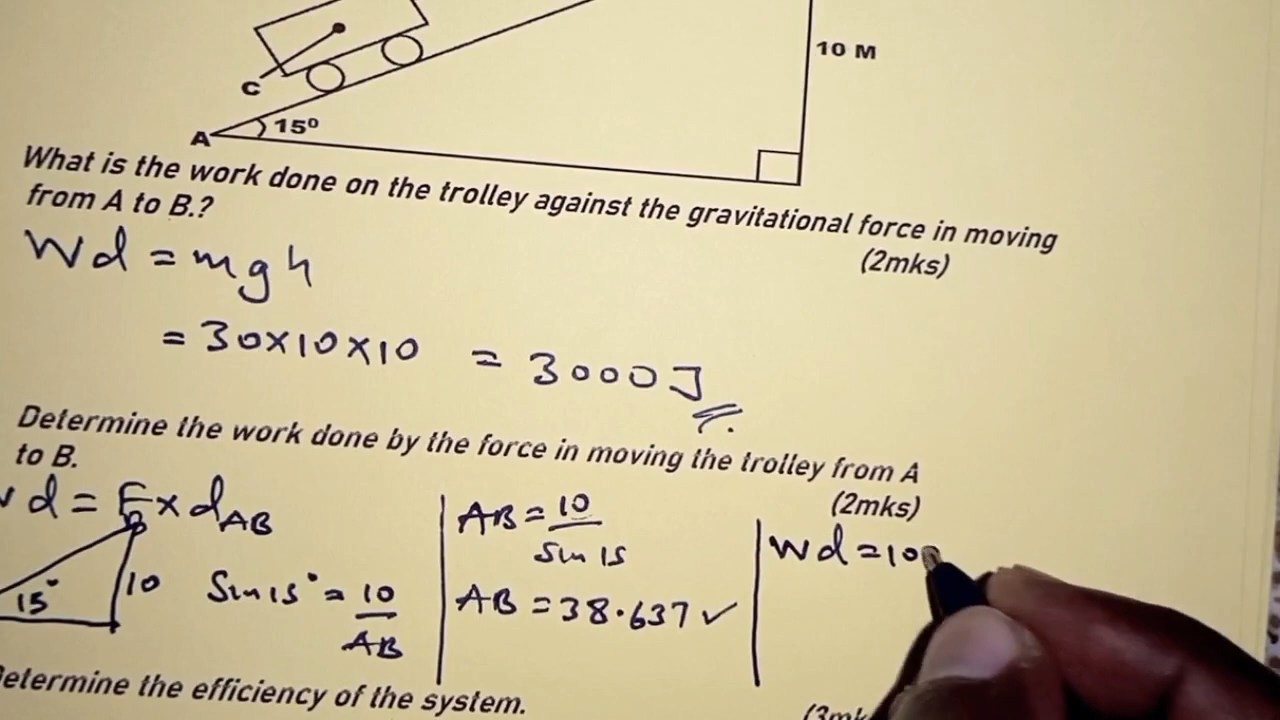 10 M
C
15°
A
What is the work done on the trolley against the gravitational force in moving
from A to B.?
(2mks)
Wd = mgh
= 30×10×10 = 3000J
Determine the work done by the force in moving the trolley from A
to B.
(2mks)
d = F × dAB
B
15°
10
Sin 15° = 10
AB
AB = 10
Sin 15
AB = 38.637 ✓
Wd = 10
etermine the efficiency of the system.
(3mk